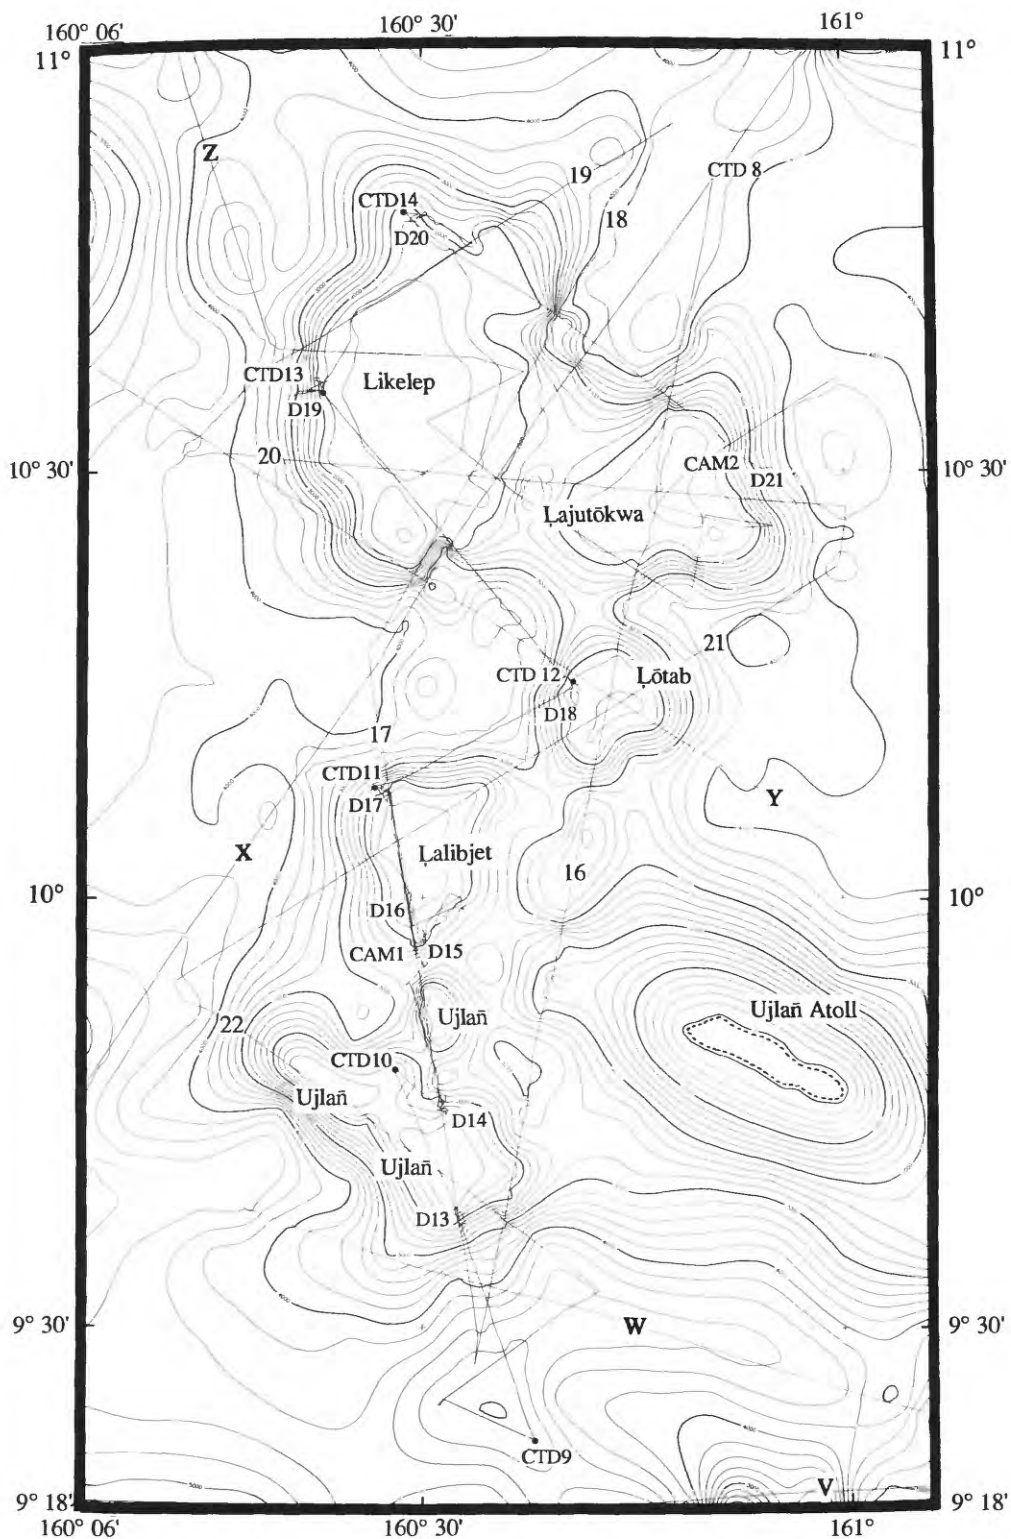 160° 06' 160° 30' 161°
11° 11°
Z
CTD 8
19
CTD14
18
D20
CTD13
Likelep
D19
20
CAM2
10° 30' D21 10° 30'
Ļajutōkwa
21
CTD 12 Ļōtab
D18
17
CTD11
D17
Y
X
Ļalibjet
16
10° 10°
D16
CAM1 D15
Ujlañ Atoll
22 Ujlañ
CTD10
Ujlañ
D14
Ujlañ
D13
9° 30' W 9° 30'
CTD9
V
9° 18' 9° 18'
160° 06' 160° 30' 161°